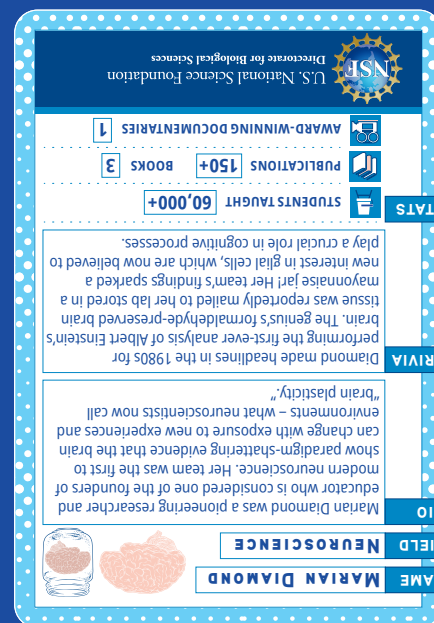 AME MARIAN DIAMOND
IELD NEUROSCIENCE
IO
Marian Diamond was a pioneering researcher and
educator who is considered one of the founders of
modern neuroscience. Her team was the first to
show paradigm-shattering evidence that the brain
can change with exposure to new experiences and
environments – what neuroscientists now call
“brain plasticity.”
RIVIA
Diamond made headlines in the 1980s for
performing the first-ever analysis of Albert Einstein's
brain. The genius's formaldehyde-preserved brain
tissue was reportedly mailed to her lab stored in a
mayonnaise jar! Her team's findings sparked a
new interest in glial cells, which are now believed to
play a crucial role in cognitive processes.
TATS
STUDENTS TAUGHT 60,000+
PUBLICATIONS 150+ BOOKS 3
AWARD-WINNING DOCUMENTARIES 1
NSF
U.S. National Science Foundation
Directorate for Biological Sciences